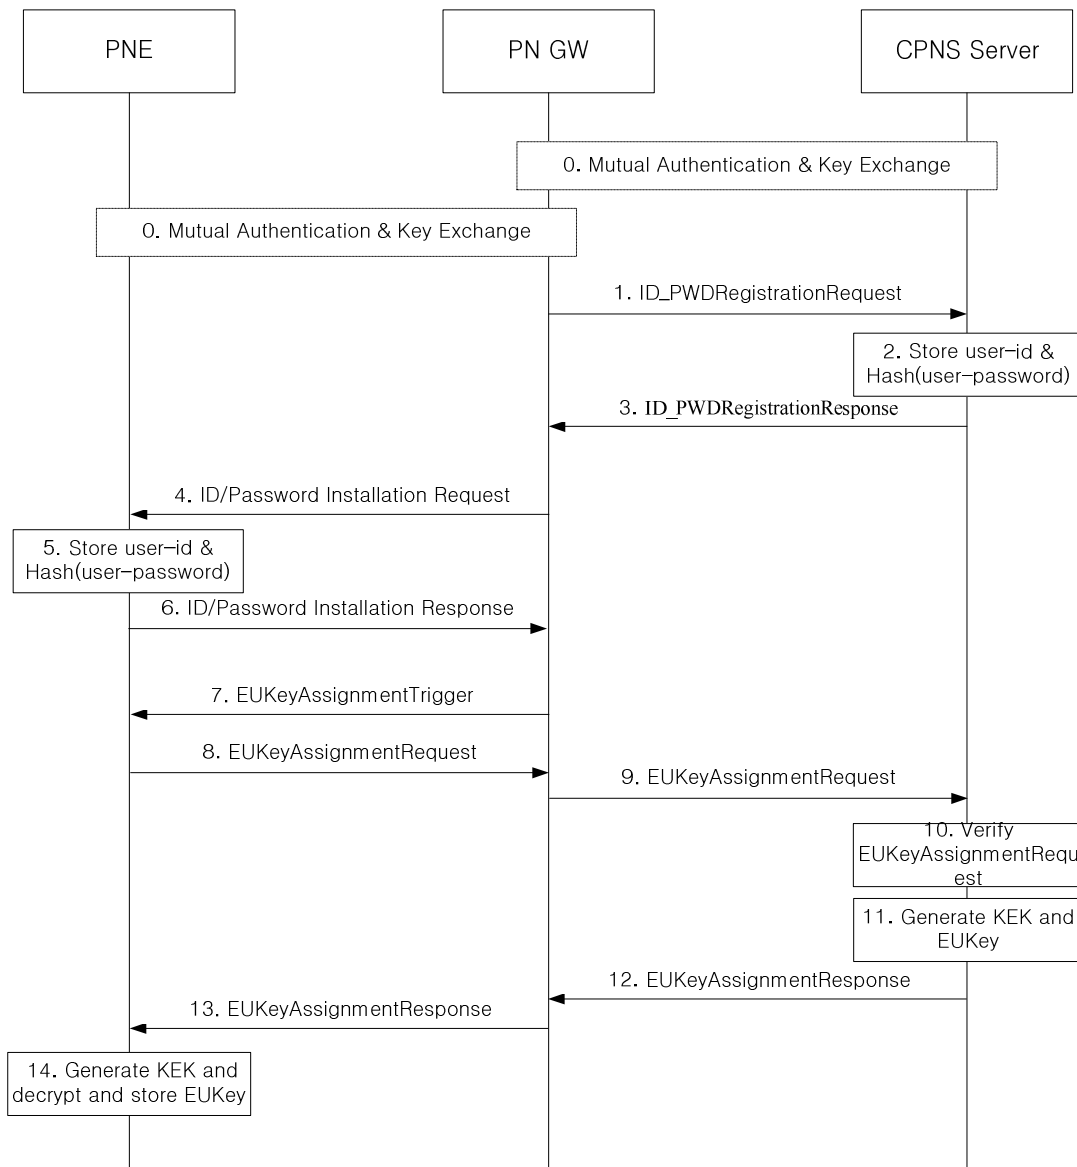 PNE
PN GW
CPNS Server
0. Mutual Authentication & Key Exchange
0. Mutual Authentication & Key Exchange
1. ID_PWDRegistrationRequest
2. Store user-id &
Hash(user-password)
3. ID_PWDRegistrationResponse
4. ID/Password Installation Request
5. Store user-id &
Hash(user-password)
6. ID/Password Installation Response
7. EUKeyAssignmentTrigger
8. EUKeyAssignmentRequest
9. EUKeyAssignmentRequest
10. Verify
EUKeyAssignmentRequ
est
11. Generate KEK and
EUKey
12. EUKeyAssignmentResponse
13. EUKeyAssignmentResponse
14. Generate KEK and
decrypt and store EUKey